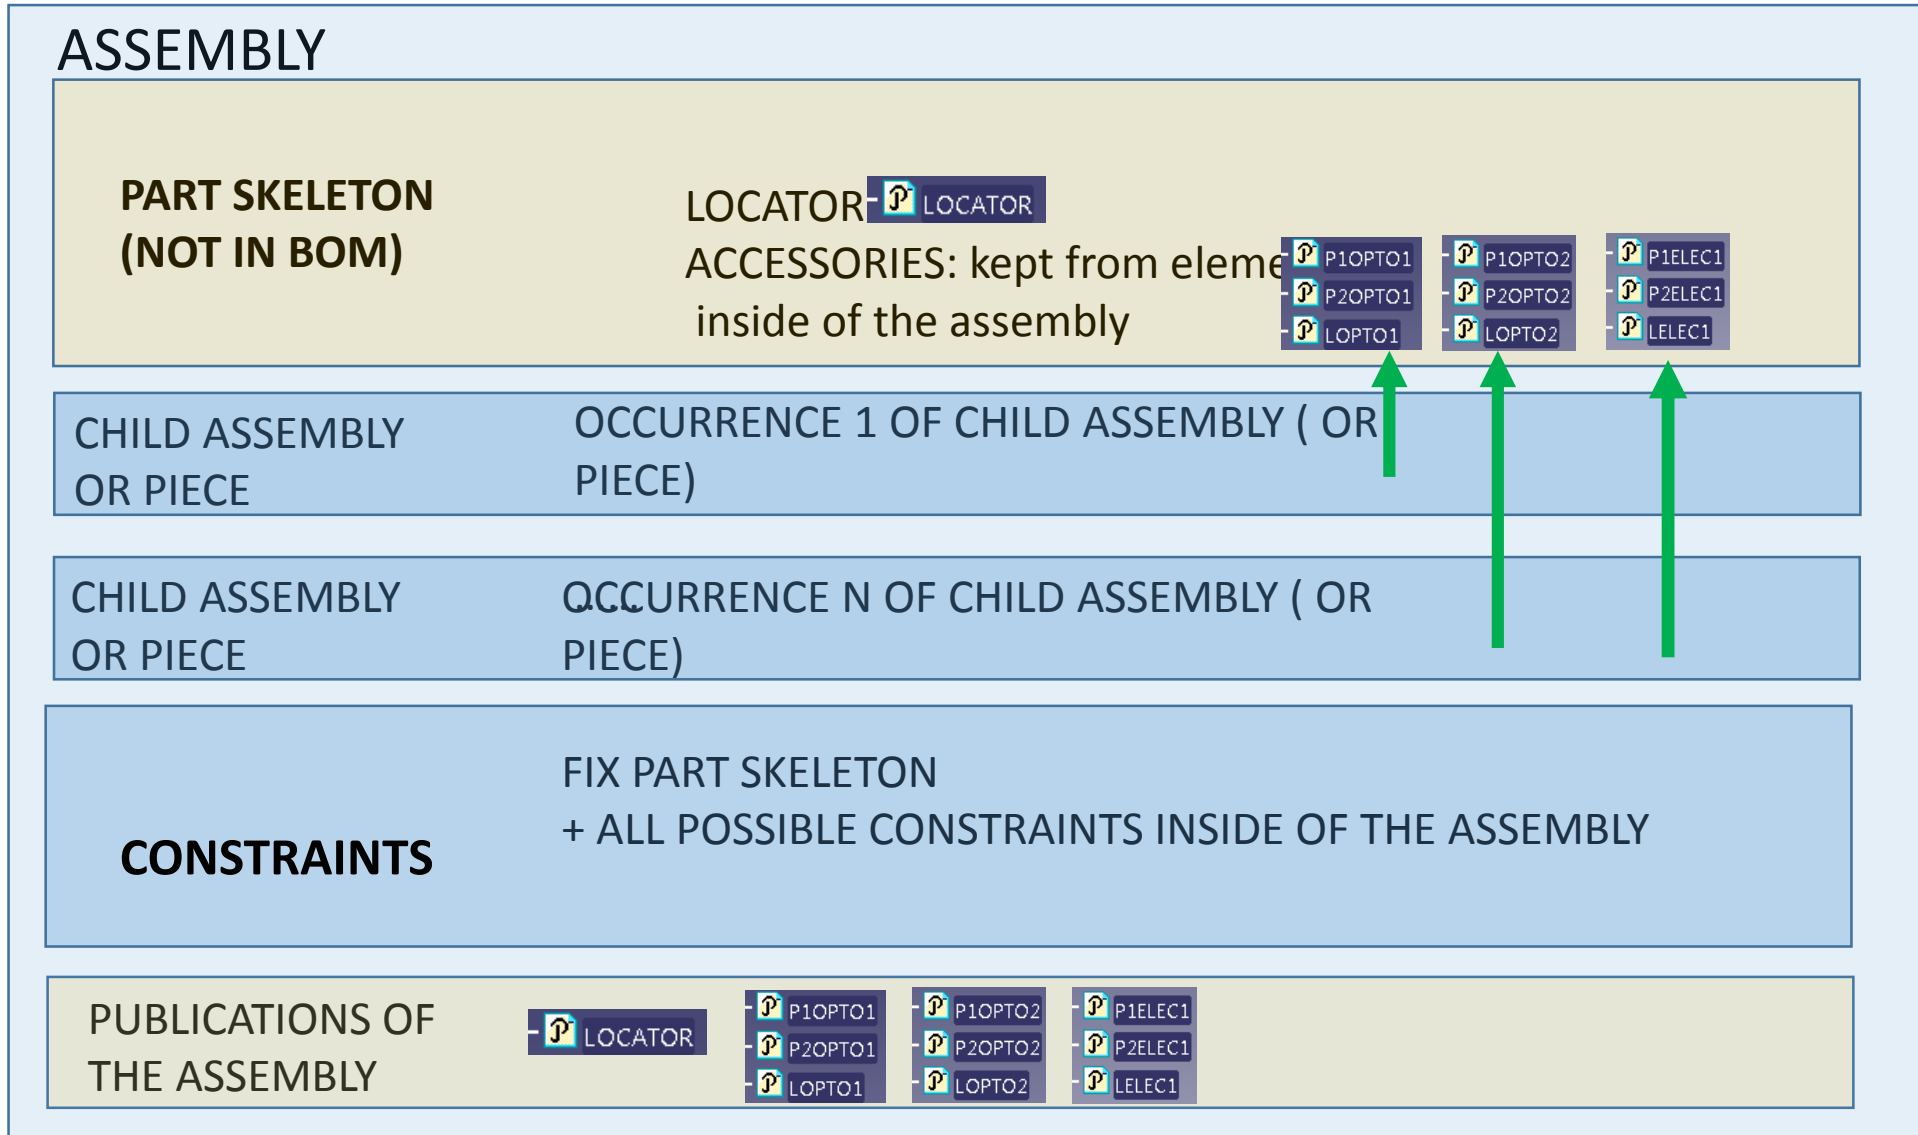 ASSEMBLY
PART SKELETON
(NOT IN BOM)
LOCATOR LOCATOR
ACCESSORIES: kept from eleme
inside of the assembly
P1OPTO1
P2OPTO1
LOPTO1
P1OPTO2
P2OPTO2
LOPTO2
P1ELEC1
P2ELEC1
LELEC1
CHILD ASSEMBLY
OR PIECE
OCCURRENCE 1 OF CHILD ASSEMBLY ( OR
PIECE)
CHILD ASSEMBLY
OR PIECE
......
OCCURRENCE N OF CHILD ASSEMBLY ( OR
PIECE)
CONSTRAINTS
FIX PART SKELETON
+ ALL POSSIBLE CONSTRAINTS INSIDE OF THE ASSEMBLY
PUBLICATIONS OF
THE ASSEMBLY
LOCATOR
P1OPTO1
P2OPTO1
LOPTO1
P1OPTO2
P2OPTO2
LOPTO2
P1ELEC1
P2ELEC1
LELEC1